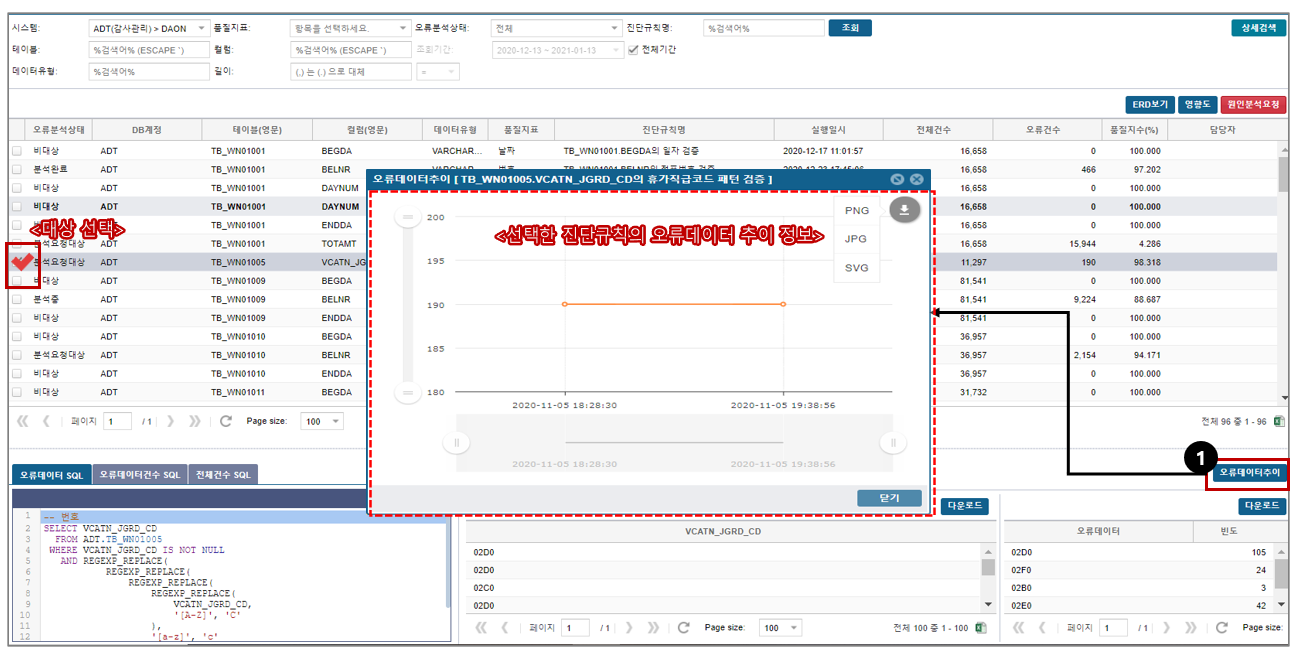 시스템: ADT(감사관리) > DAON 품질지표: 항목을 선택하세요. 오류분석상태: 전체 진단규칙명: %검색어% 조회 상세검색
테이블: %검색어% (ESCAPE `) 컬럼: %검색어% (ESCAPE `) 조회기간: 2020-12-13 ~ 2021-01-13 전체기간
데이터유형: %검색어% 길이: (,) 는 (.) 으로 대체 =
ERD보기 영향도 원인분석요청
오류분석상태 DB계정 테이블(영문) 컬럼(영문) 데이터유형 품질지표 진단규칙명 실행일시 전체건수 오류건수 품질지수(%) 담당자
비대상 ADT TB_WN01001 BEGDA VARCHAR... 날짜 TB_WN01001.BEGDA의 일자 검증 2020-12-17 11:01:57 16,658 0 100.000
분석완료 ADT TB_WN01001 BELNR 16,658 466 97.202
비대상 ADT TB_WN01001 DAYNUM 16,658 0 100.000
비대상 ADT TB_WN01001 DAYNUM 16,658 0 100.000
비대상 ADT TB_WN01001 ENDDA 16,658 0 100.000
분석요청대상 ADT TB_WN01001 TOTAMT 16,658 15,944 4.286
분석요청대상 ADT TB_WN01005 VCATN_JG 11,297 190 98.318
비대상 ADT TB_WN01009 BEGDA 81,541 0 100.000
분석중 ADT TB_WN01009 BELNR 81,541 9,224 88.687
비대상 ADT TB_WN01009 ENDDA 81,541 0 100.000
비대상 ADT TB_WN01010 BEGDA 36,957 0 100.000
분석요청대상 ADT TB_WN01010 BELNR 36,957 2,154 94.171
비대상 ADT TB_WN01010 ENDDA 36,957 0 100.000
비대상 ADT TB_WN01011 BEGDA 31,732 0 100.000
<대상 선택>
오류데이터추이 [ TB_WN01005.VCATN_JGRD_CD의 휴가직급코드 패턴 검증 ]
<선택한 진단규칙의 오류데이터 추이 정보>
PNG
JPG
SVG
200
195
190
185
180
2020-11-05 18:28:30 2020-11-05 19:38:56
2020-11-05 18:28:30 2020-11-05 19:38:56
닫기
페이지 1 / 1 Page size: 100 전체 96 중 1 - 96
1
오류데이터추이
오류데이터 SQL 오류데이터건수 SQL 전체건수 SQL
다운로드 다운로드
1 -- 번호
2 SELECT VCATN_JGRD_CD
3 FROM ADT.TB_WN01005
4 WHERE VCATN_JGRD_CD IS NOT NULL
5 AND REGEXP_REPLACE(
6 REGEXP_REPLACE(
7 REGEXP_REPLACE(
8 REGEXP_REPLACE(
9 VCATN_JGRD_CD,
10 '[A-Z]', 'C'
11 ),
12 '[a-z]', 'c'
VCATN_JGRD_CD
02D0
02D0
02C0
02D0
페이지 1 / 1 Page size: 100 전체 100 중 1 - 100
오류데이터 빈도
02D0 105
02F0 24
02B0 3
02E0 42
페이지 1 / 1 Page size: